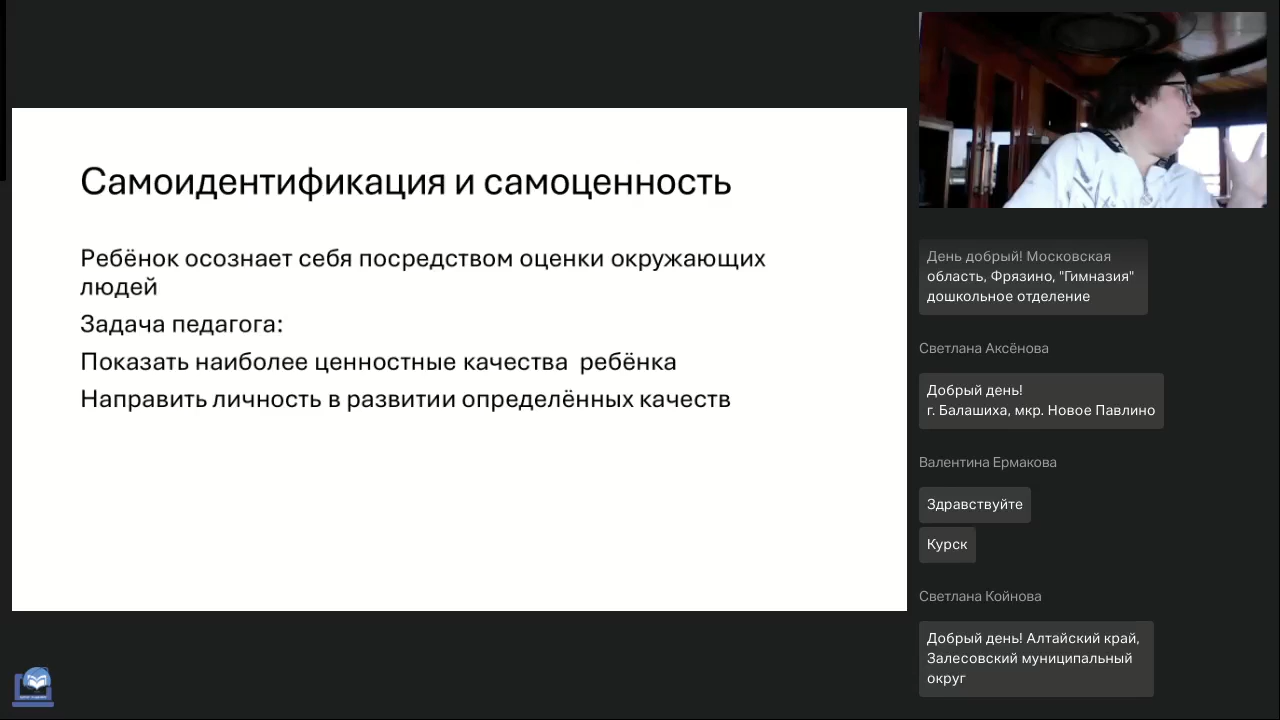 Самоидентификация и самоценность
Ребёнок осознает себя посредством оценки окружающих
людей
Задача педагога:
Показать наиболее ценностные качества  ребёнка
Направить личность в развитии определённых качеств
День добрый! Московская
область, Фрязино, "Гимназия"
дошкольное отделение
Светлана Аксёнова
Добрый день!
г. Балашиха, мкр. Новое Павлино
Валентина Ермакова
Здравствуйте
Курск
Светлана Койнова
Добрый день! Алтайский край,
Залесовский муниципальный
округ